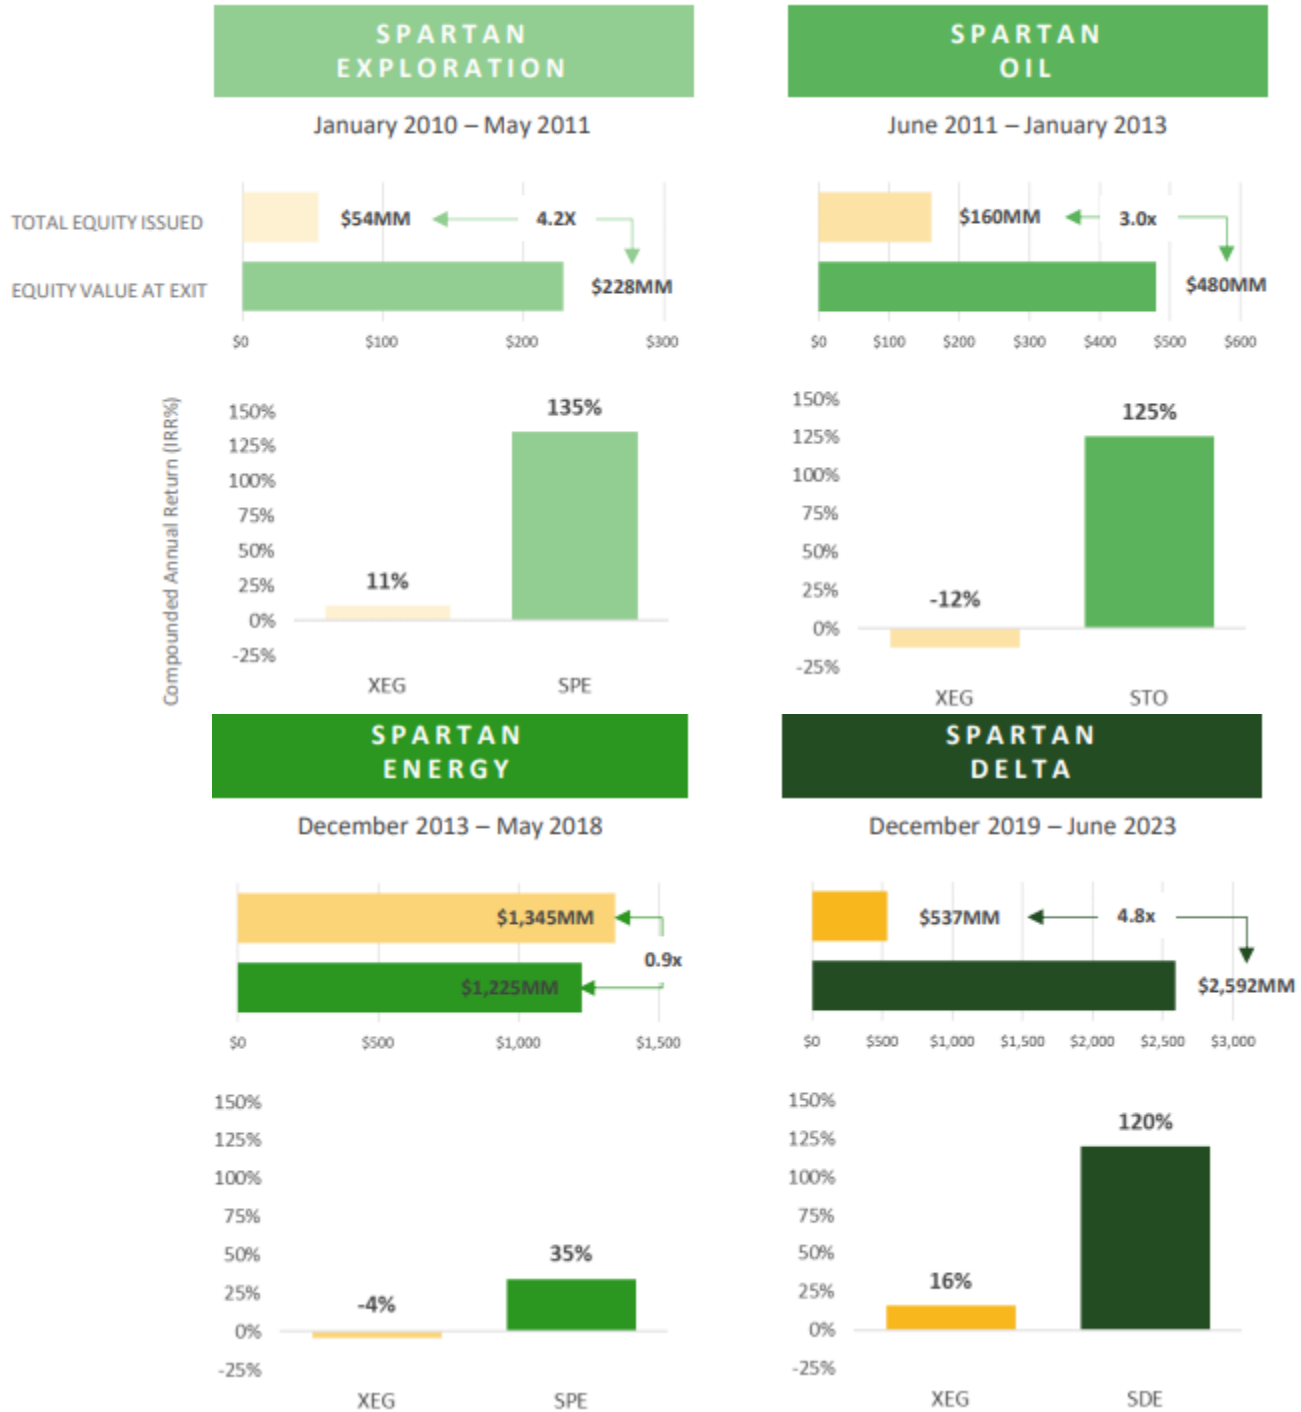 SPARTAN
EXPLORATION
January 2010 – May 2011
TOTAL EQUITY ISSUED
$54MM
4.2X
EQUITY VALUE AT EXIT
$228MM
$0 $100 $200 $300
Compounded Annual Return (IRR%)
150%
125%
100%
75%
50%
25%
0%
-25%
11%
135%
XEG SPE
SPARTAN
OIL
June 2011 – January 2013
$160MM
3.0x
$480MM
$0 $100 $200 $300 $400 $500 $600
150%
125%
100%
75%
50%
25%
0%
-25%
-12%
125%
XEG STO
SPARTAN
ENERGY
December 2013 – May 2018
$1,345MM
0.9x
$1,225MM
$0 $500 $1,000 $1,500
150%
125%
100%
75%
50%
25%
0%
-25%
-4%
35%
XEG SPE
SPARTAN
DELTA
December 2019 – June 2023
$537MM
4.8x
$2,592MM
$0 $500 $1,000 $1,500 $2,000 $2,500 $3,000
150%
125%
100%
75%
50%
25%
0%
-25%
16%
120%
XEG SDE